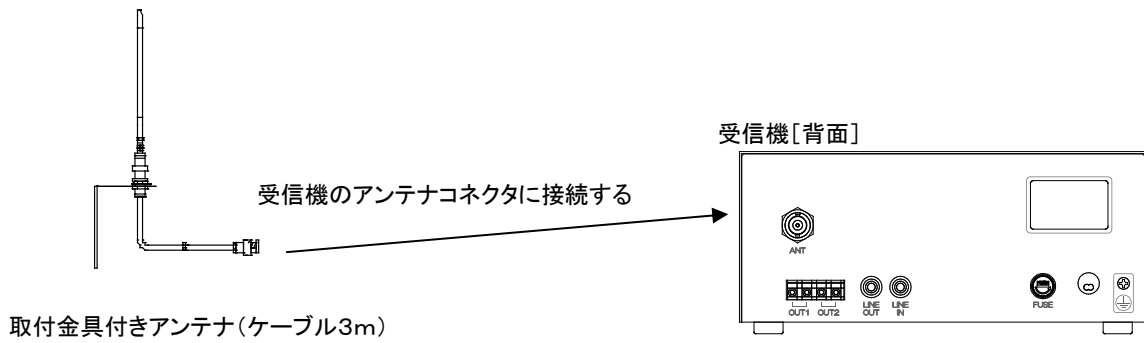 受信機[背面]
受信機のアンテナコネクタに接続する
ANT
OUT1 OUT2
LINE OUT
LINE IN
FUSE
取付金具付きアンテナ(ケーブル3m)